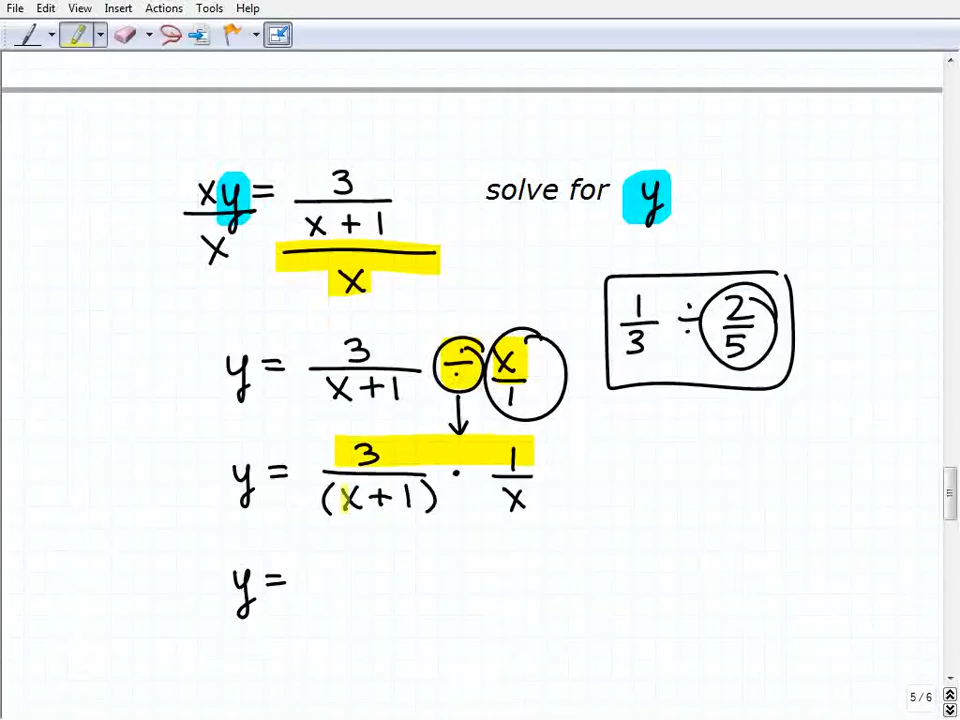 File Edit View Insert Actions Tools Help
xy/x = (3/(x + 1))/x solve for y
1/3 ÷ 2/5
y = 3/(x+1) ÷ x/1
y = 3/(x+1) · 1/x
y =
5 / 6